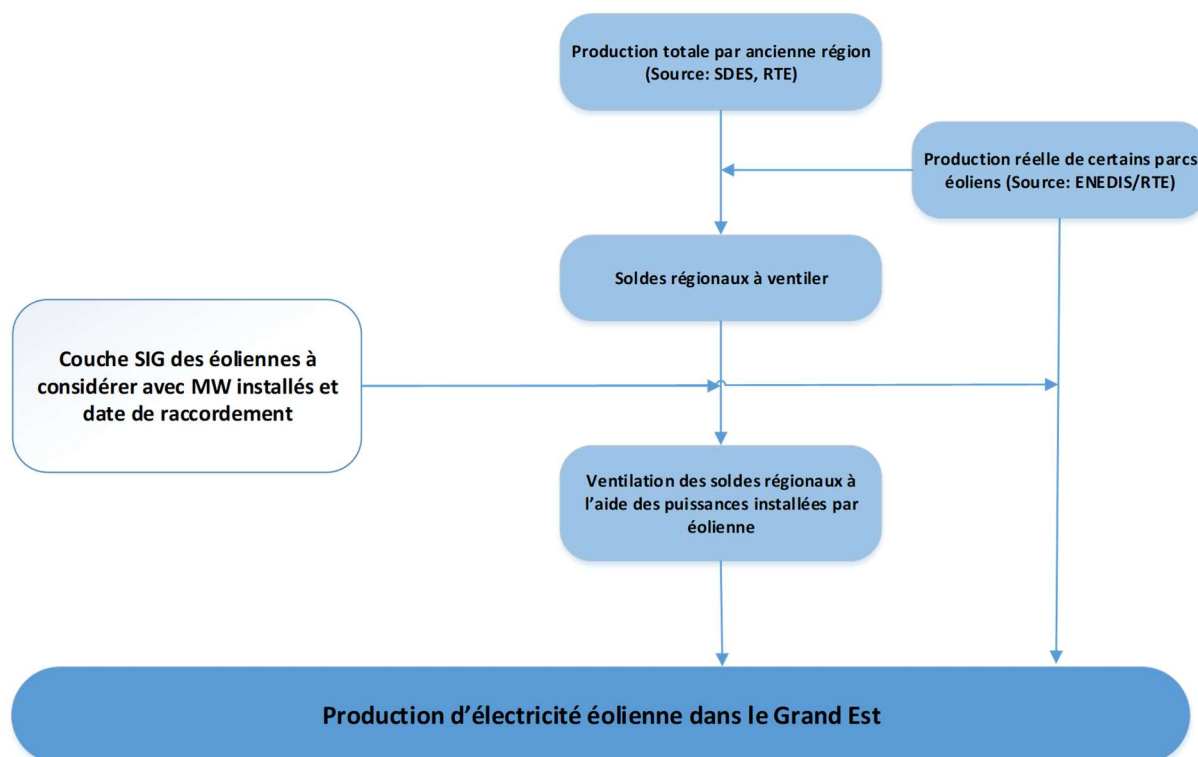 Production totale par ancienne région
(Source: SDES, RTE)
Production réelle de certains parcs
éoliens (Source: ENEDIS/RTE)
Soldes régionaux à ventiler
Couche SIG des éoliennes à
considérer avec MW installés et
date de raccordement
Ventilation des soldes régionaux à
l’aide des puissances installées par
éolienne
Production d’électricité éolienne dans le Grand Est